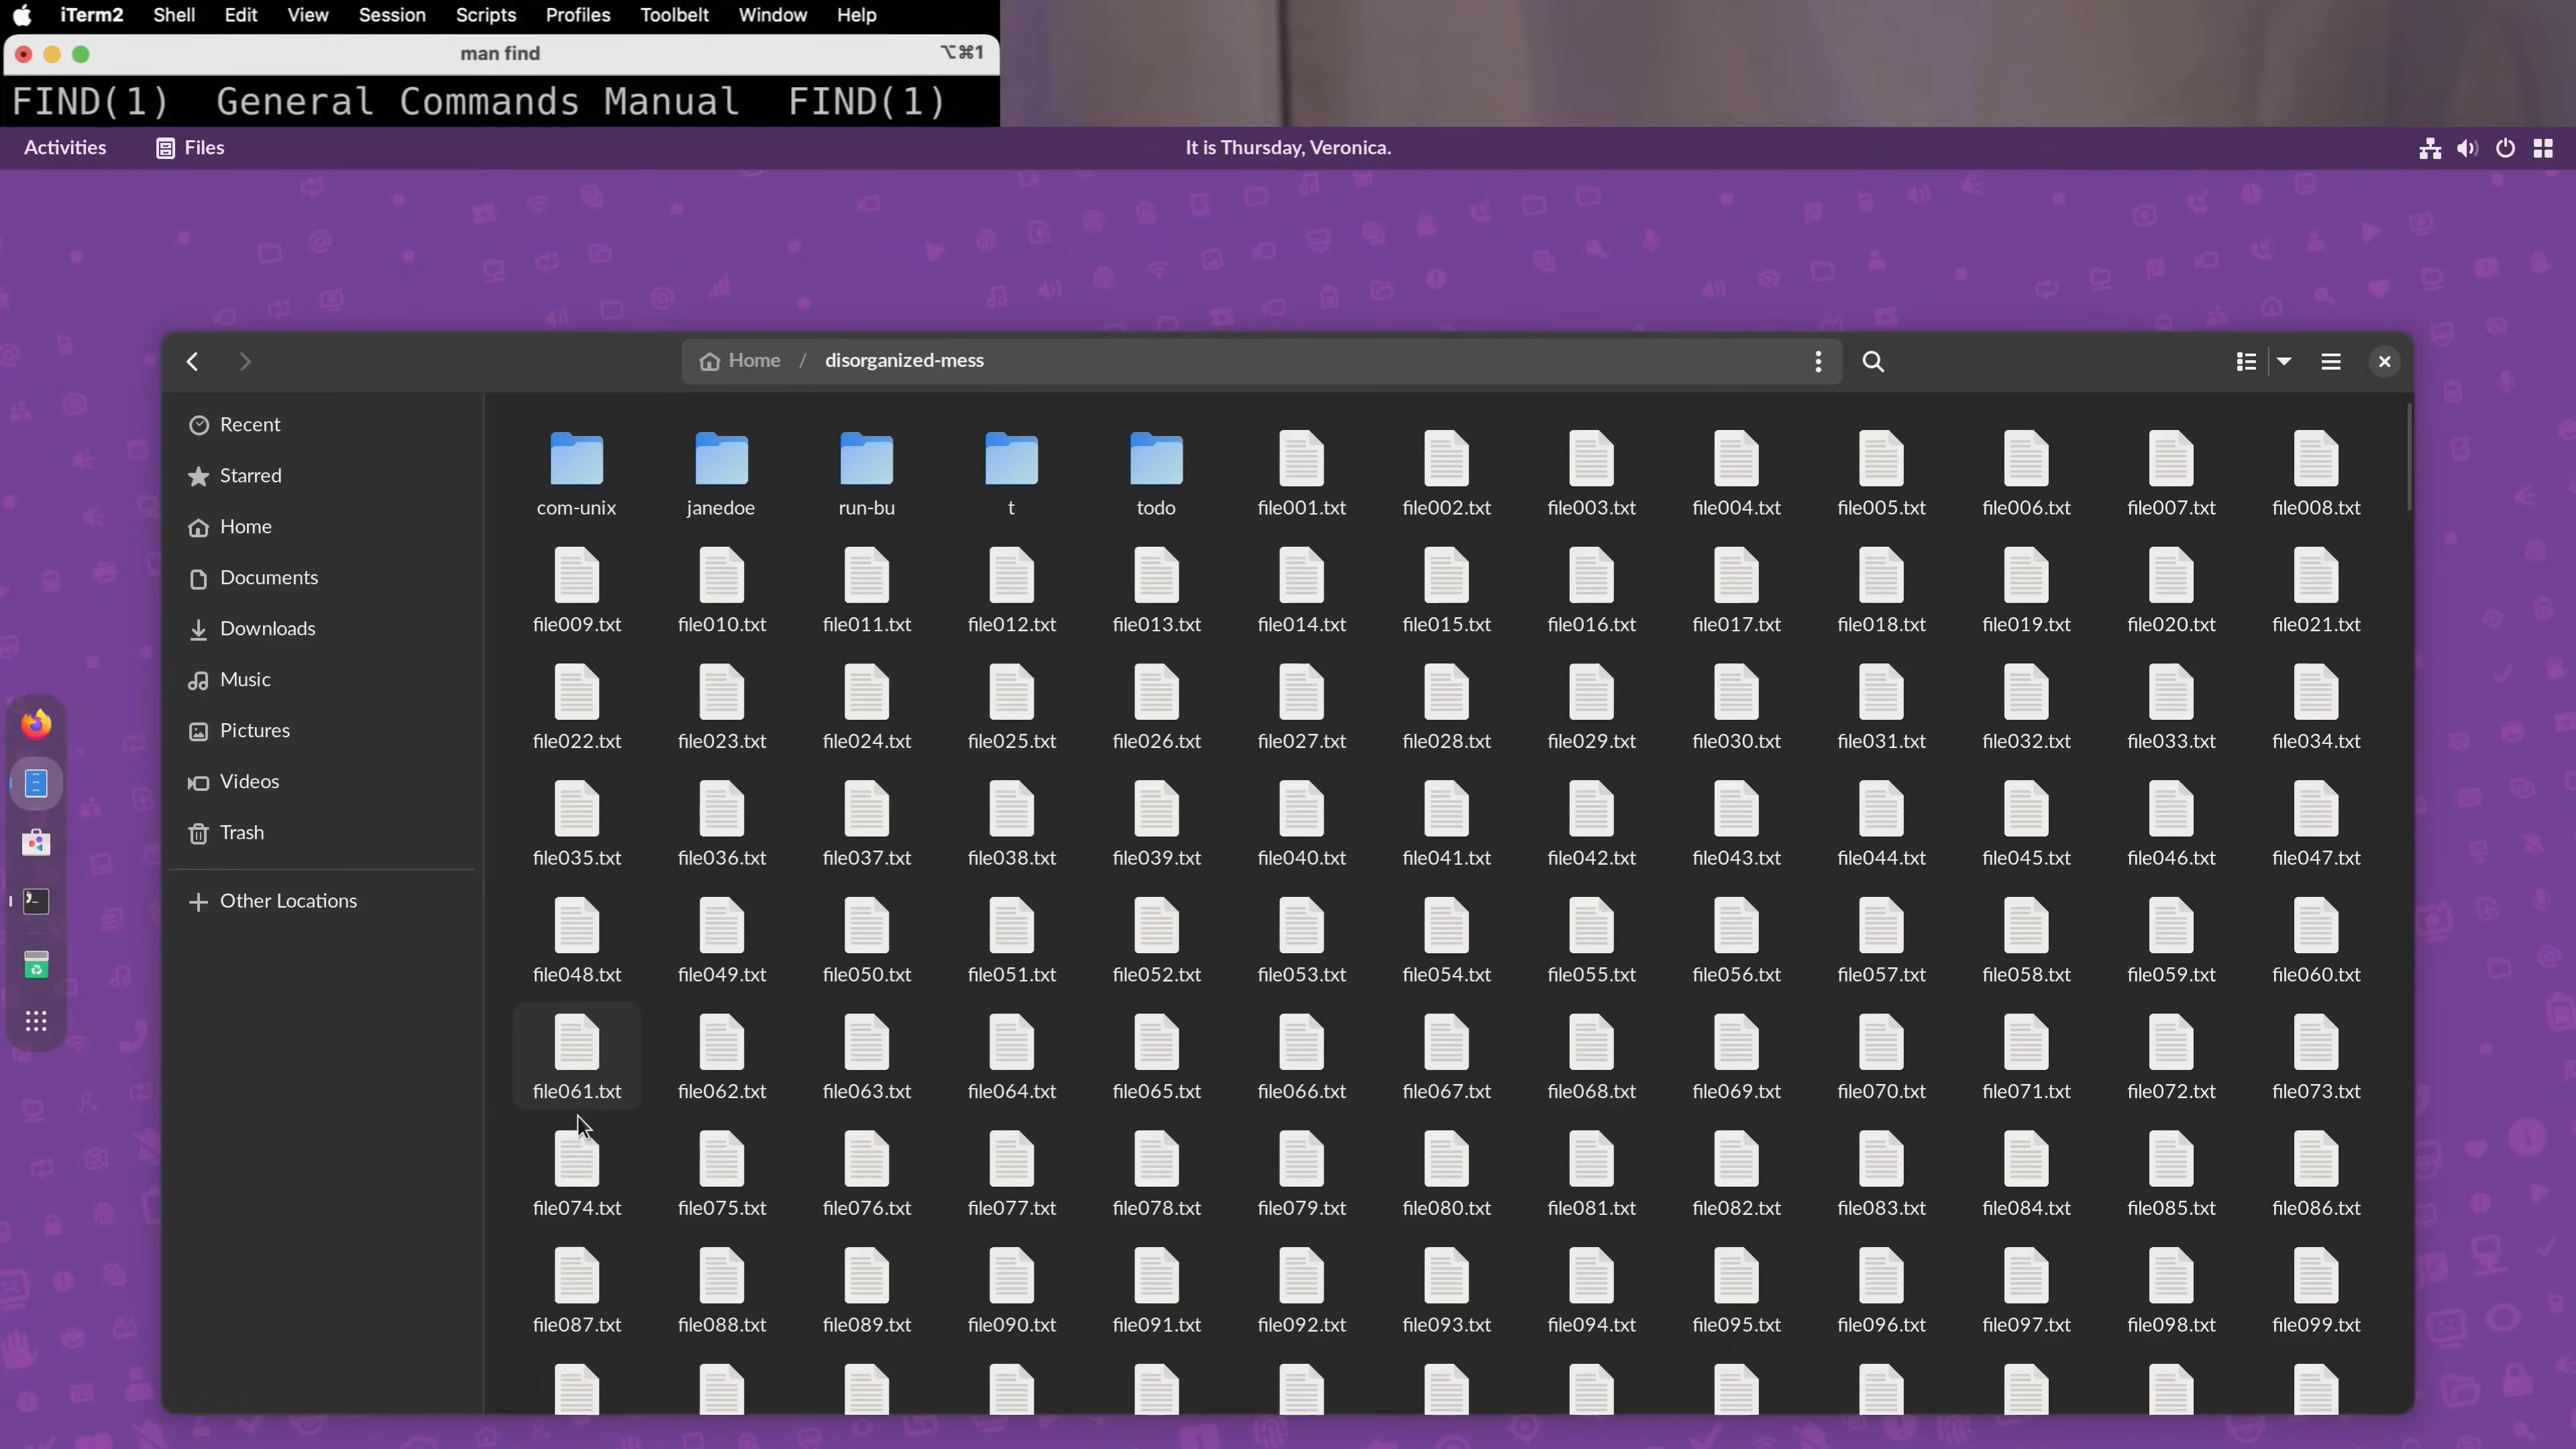 iTerm2 Shell Edit View Session Scripts Profiles Toolbelt Window Help
man find ⌥⌘1
FIND(1) General Commands Manual FIND(1)
Activities Files It is Thursday, Veronica.
Home / disorganized-mess
Recent
Starred
Home
Documents
Downloads
Music
Pictures
Videos
Trash
Other Locations
com-unix janedoe run-bu t todo file001.txt file002.txt file003.txt file004.txt file005.txt file006.txt file007.txt file008.txt
file009.txt file010.txt file011.txt file012.txt file013.txt file014.txt file015.txt file016.txt file017.txt file018.txt file019.txt file020.txt file021.txt
file022.txt file023.txt file024.txt file025.txt file026.txt file027.txt file028.txt file029.txt file030.txt file031.txt file032.txt file033.txt file034.txt
file035.txt file036.txt file037.txt file038.txt file039.txt file040.txt file041.txt file042.txt file043.txt file044.txt file045.txt file046.txt file047.txt
file048.txt file049.txt file050.txt file051.txt file052.txt file053.txt file054.txt file055.txt file056.txt file057.txt file058.txt file059.txt file060.txt
file061.txt file062.txt file063.txt file064.txt file065.txt file066.txt file067.txt file068.txt file069.txt file070.txt file071.txt file072.txt file073.txt
file074.txt file075.txt file076.txt file077.txt file078.txt file079.txt file080.txt file081.txt file082.txt file083.txt file084.txt file085.txt file086.txt
file087.txt file088.txt file089.txt file090.txt file091.txt file092.txt file093.txt file094.txt file095.txt file096.txt file097.txt file098.txt file099.txt